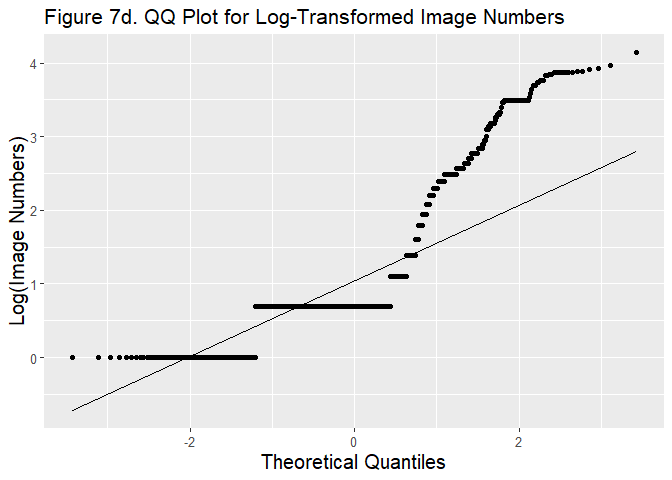 Figure 7d. QQ Plot for Log-Transformed Image Numbers
4
3
2
1
0
Log(Image Numbers)
-2
0
2
Theoretical Quantiles